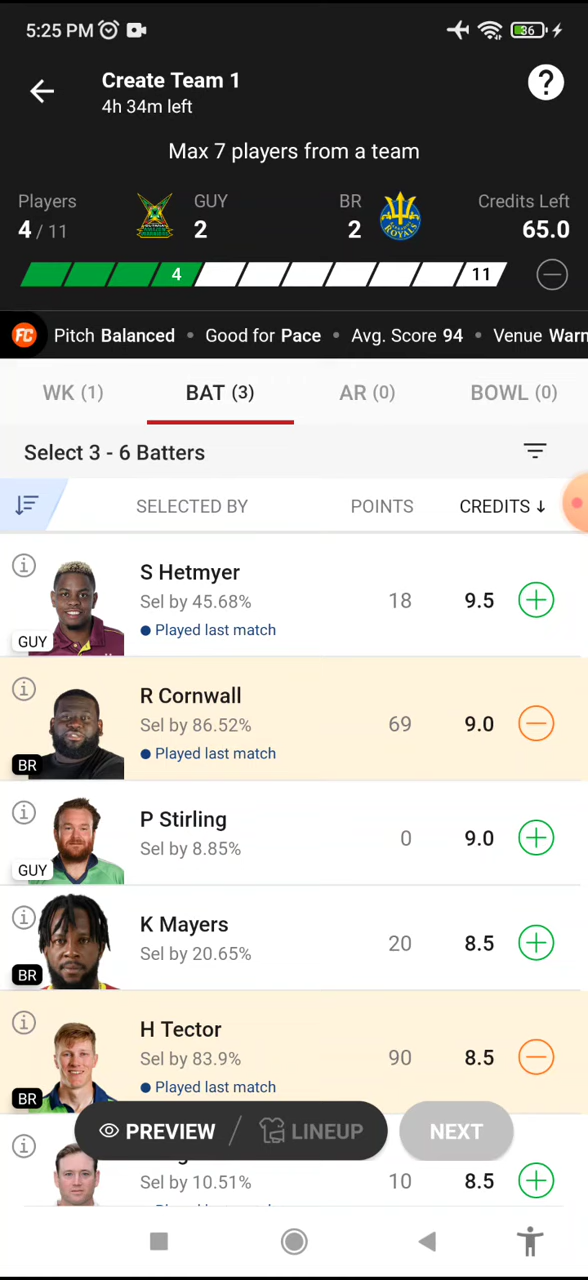 5:25 PM
36
Create Team 1
4h 34m left
?
Max 7 players from a team
Players
4 / 11
GUY
2
BR
2
Credits Left
65.0
4
11
FC Pitch Balanced • Good for Pace • Avg. Score 94 • Venue Warn
WK (1)
BAT (3)
AR (0)
BOWL (0)
Select 3 - 6 Batters
SELECTED BY
POINTS
CREDITS ↓
S Hetmyer
Sel by 45.68%
Played last match
GUY
18
9.5
R Cornwall
Sel by 86.52%
Played last match
BR
69
9.0
P Stirling
Sel by 8.85%
GUY
0
9.0
K Mayers
Sel by 20.65%
BR
20
8.5
H Tector
Sel by 83.9%
Played last match
BR
90
8.5
Sel by 10.51%
10
8.5
PREVIEW / LINEUP
NEXT